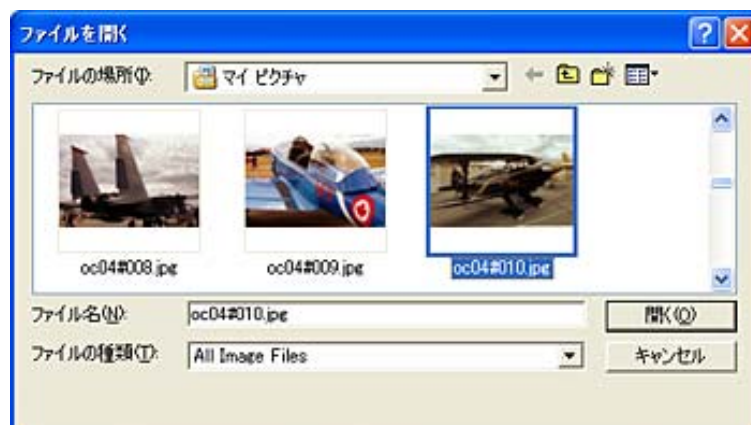 ファイルを開く
ファイルの場所(I):
マイ ピクチャ
oc04#008.jpg
oc04#009.jpg
oc04#010.jpg
ファイル名(N):
oc04#010.jpg
開く(O)
ファイルの種類(T):
All Image Files
キャンセル